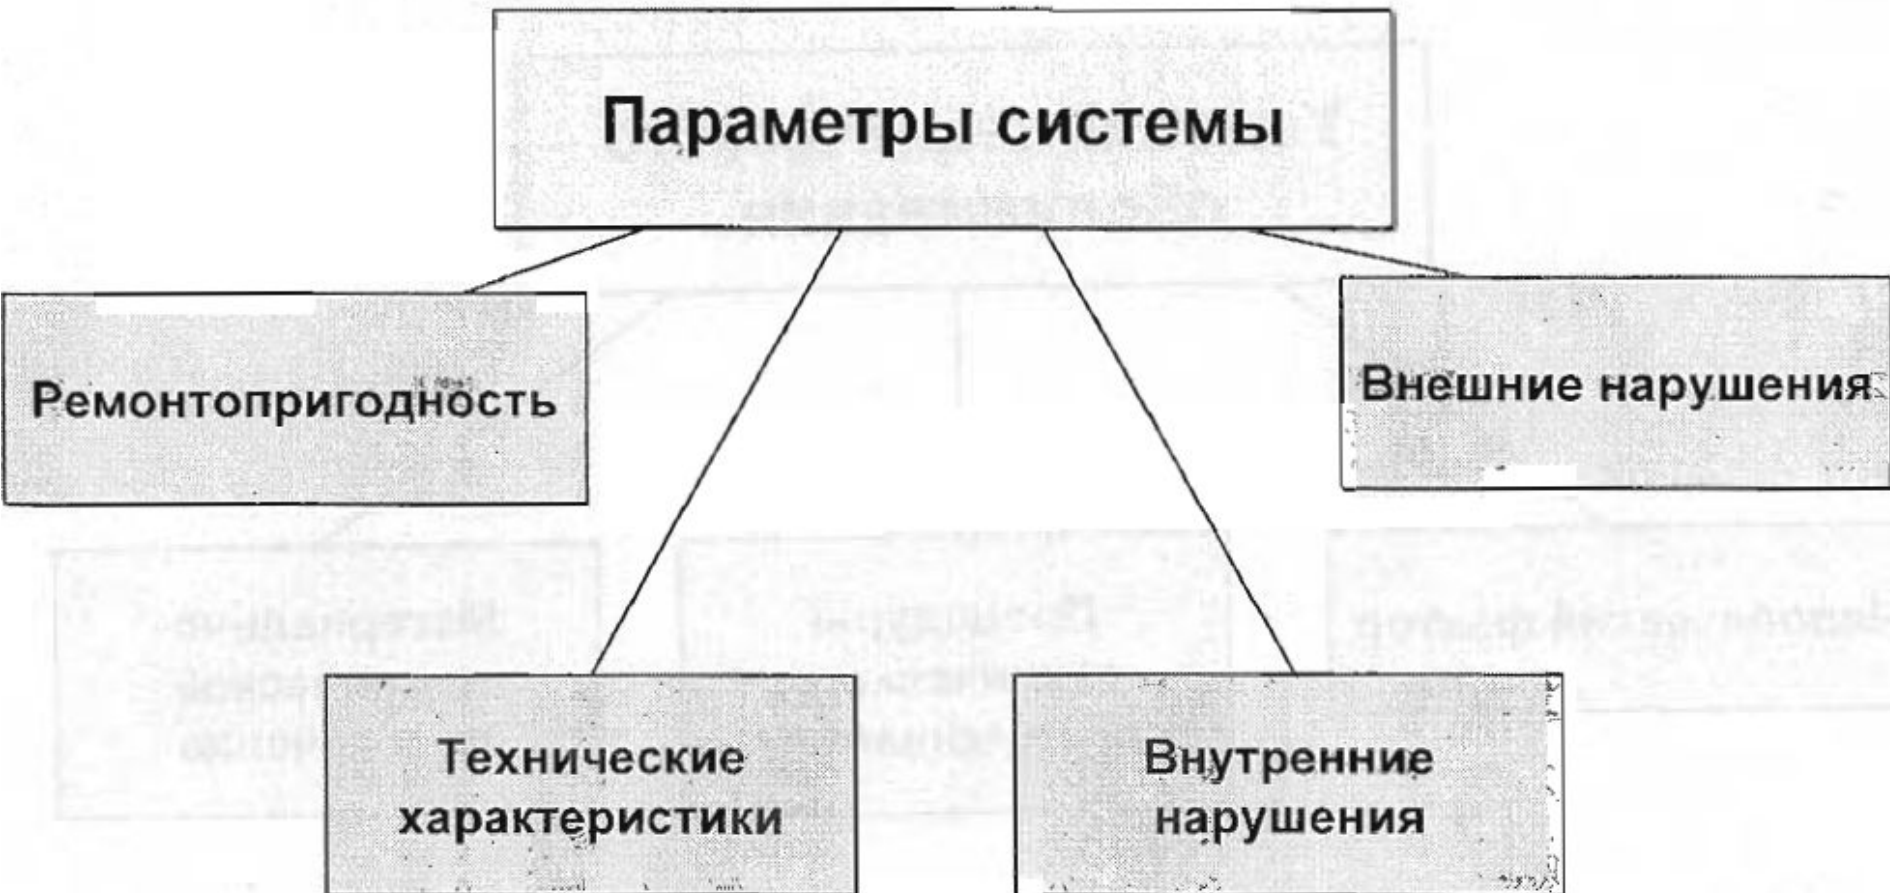 Параметры системы
Ремонтопригодность
Внешние нарушения
Технические
характеристики
Внутренние
нарушения